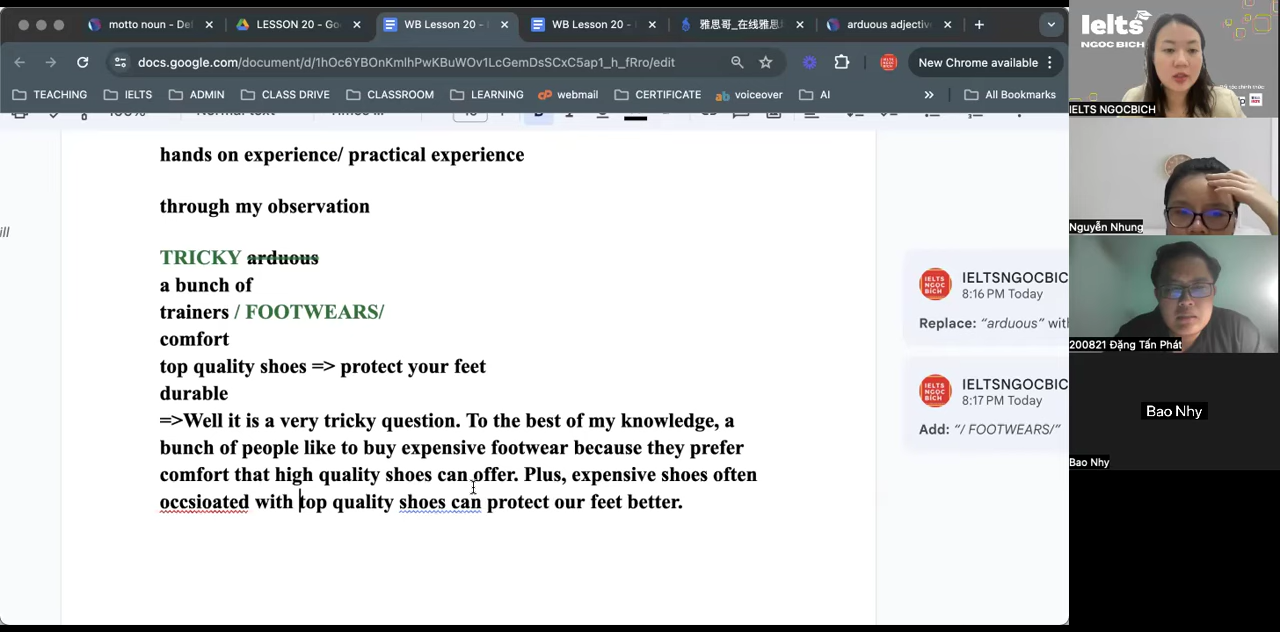 motto noun - De
LESSON 20 - Go
WB Lesson 20 -
WB Lesson 20 -
雅思哥_在线雅思
arduous adjectiv
docs.google.com/document/d/1hOc6YBOnKmlhPwKBuWOv1LcGemDsSCxC5ap1_h_fRro/edit
New Chrome available
TEACHING
IELTS
ADMIN
CLASS DRIVE
CLASSROOM
LEARNING
webmail
CERTIFICATE
voiceover
AI
»
All Bookmarks
hands on experience/ practical experience
through my observation
ill
TRICKY arduous
a bunch of
trainers / FOOTWEARS/
comfort
top quality shoes => protect your feet
durable
=>Well it is a very tricky question. To the best of my knowledge, a
bunch of people like to buy expensive footwear because they prefer
comfort that high quality shoes can offer. Plus, expensive shoes often
occsioated with top quality shoes can protect our feet better.
IELTSNGOCBICH
8:16 PM Today
Replace: “arduous” wit
IELTSNGOCBICH
8:17 PM Today
Add: “/ FOOTWEARS/”
Ielts
NGOC BICH
IELTS NGOCBICH
Nguyễn Nhung
200821 Đặng Tấn Phát
Bao Nhy
Bao Nhy